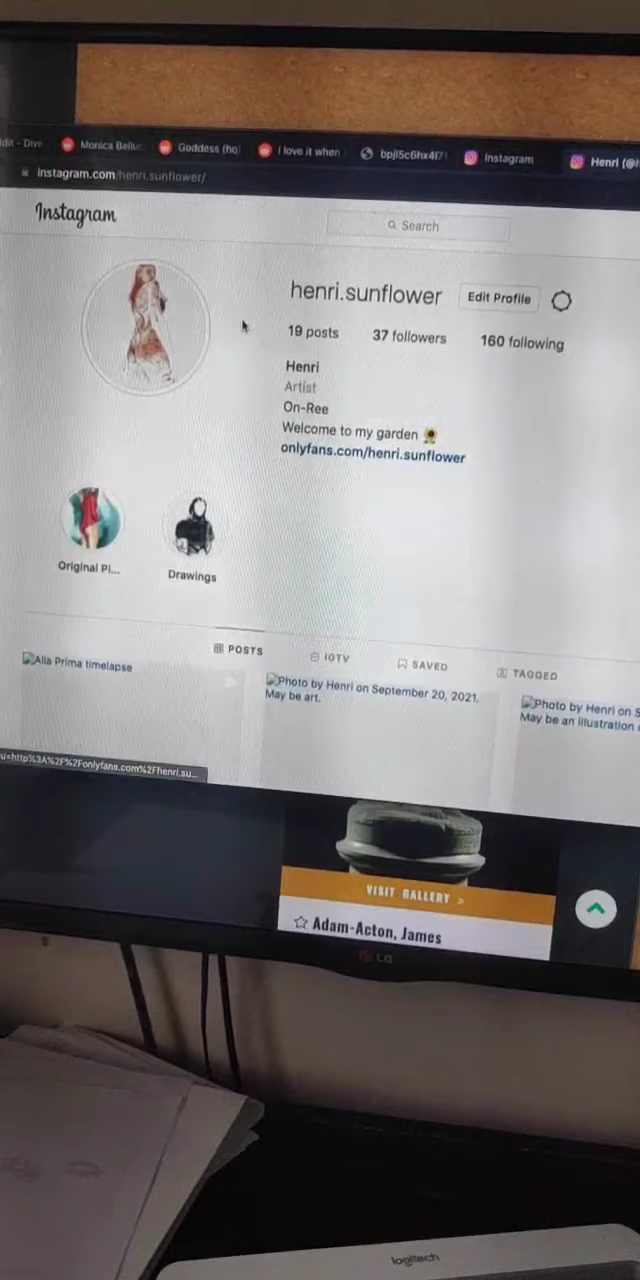 Monica Belluc
Goddess (hq)
I love it when
Instagram
Henri (@
instagram.com/henri.sunflower/
Instagram
Search
henri.sunflower
Edit Profile
19 posts
37 followers
160 following
Henri
Artist
On-Ree
Welcome to my garden 🌻
onlyfans.com/henri.sunflower
Original Pi...
Drawings
POSTS
IGTV
SAVED
TAGGED
Alla Prima timelapse
Photo by Henri on September 20, 2021.
May be art.
Photo by Henri on S
May be an illustration
u=http%3A%2F%2Fonlyfans.com%2Fhenri.su...
VISIT GALLERY >
Adam-Acton, James
LG
logitech